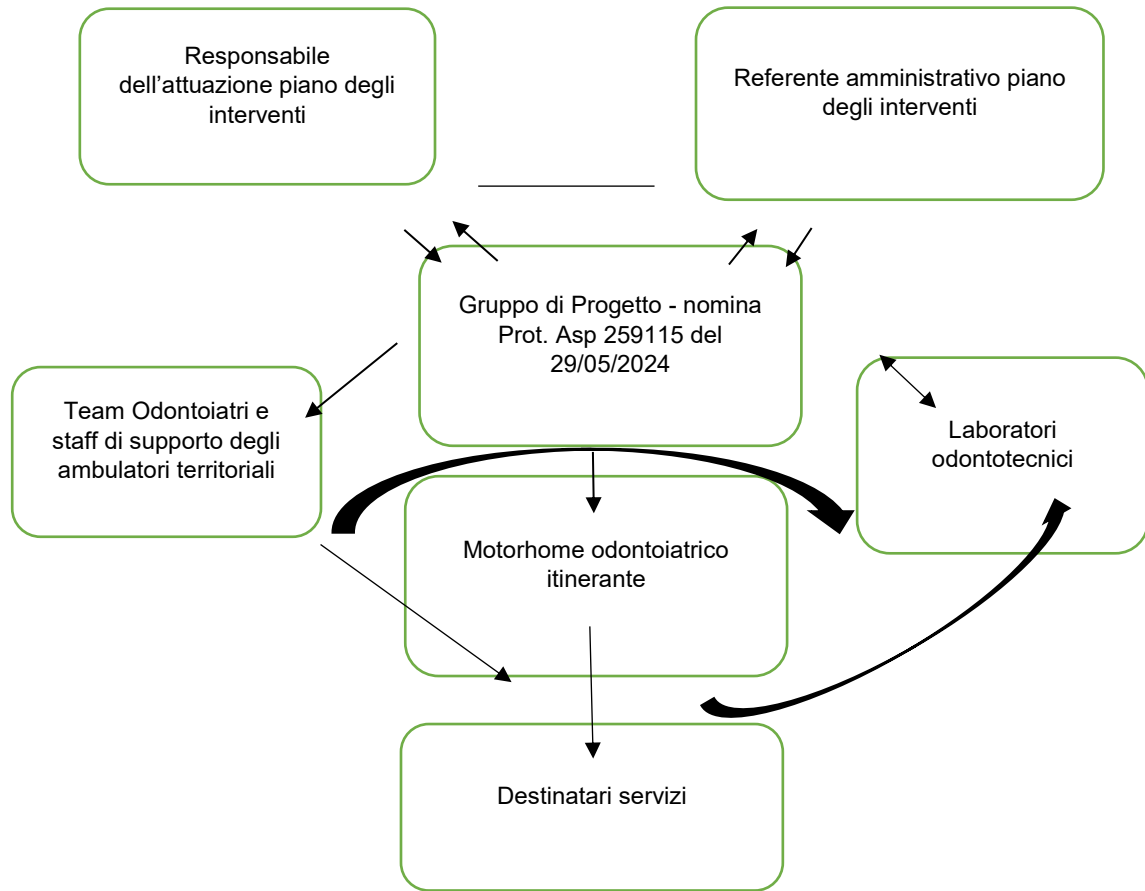 Responsabile
dell’attuazione piano degli
interventi
Referente amministrativo piano
degli interventi
Gruppo di Progetto - nomina
Prot. Asp 259115 del
29/05/2024
Team Odontoiatri e
staff di supporto degli
ambulatori territoriali
Laboratori
odontotecnici
Motorhome odontoiatrico
itinerante
Destinatari servizi